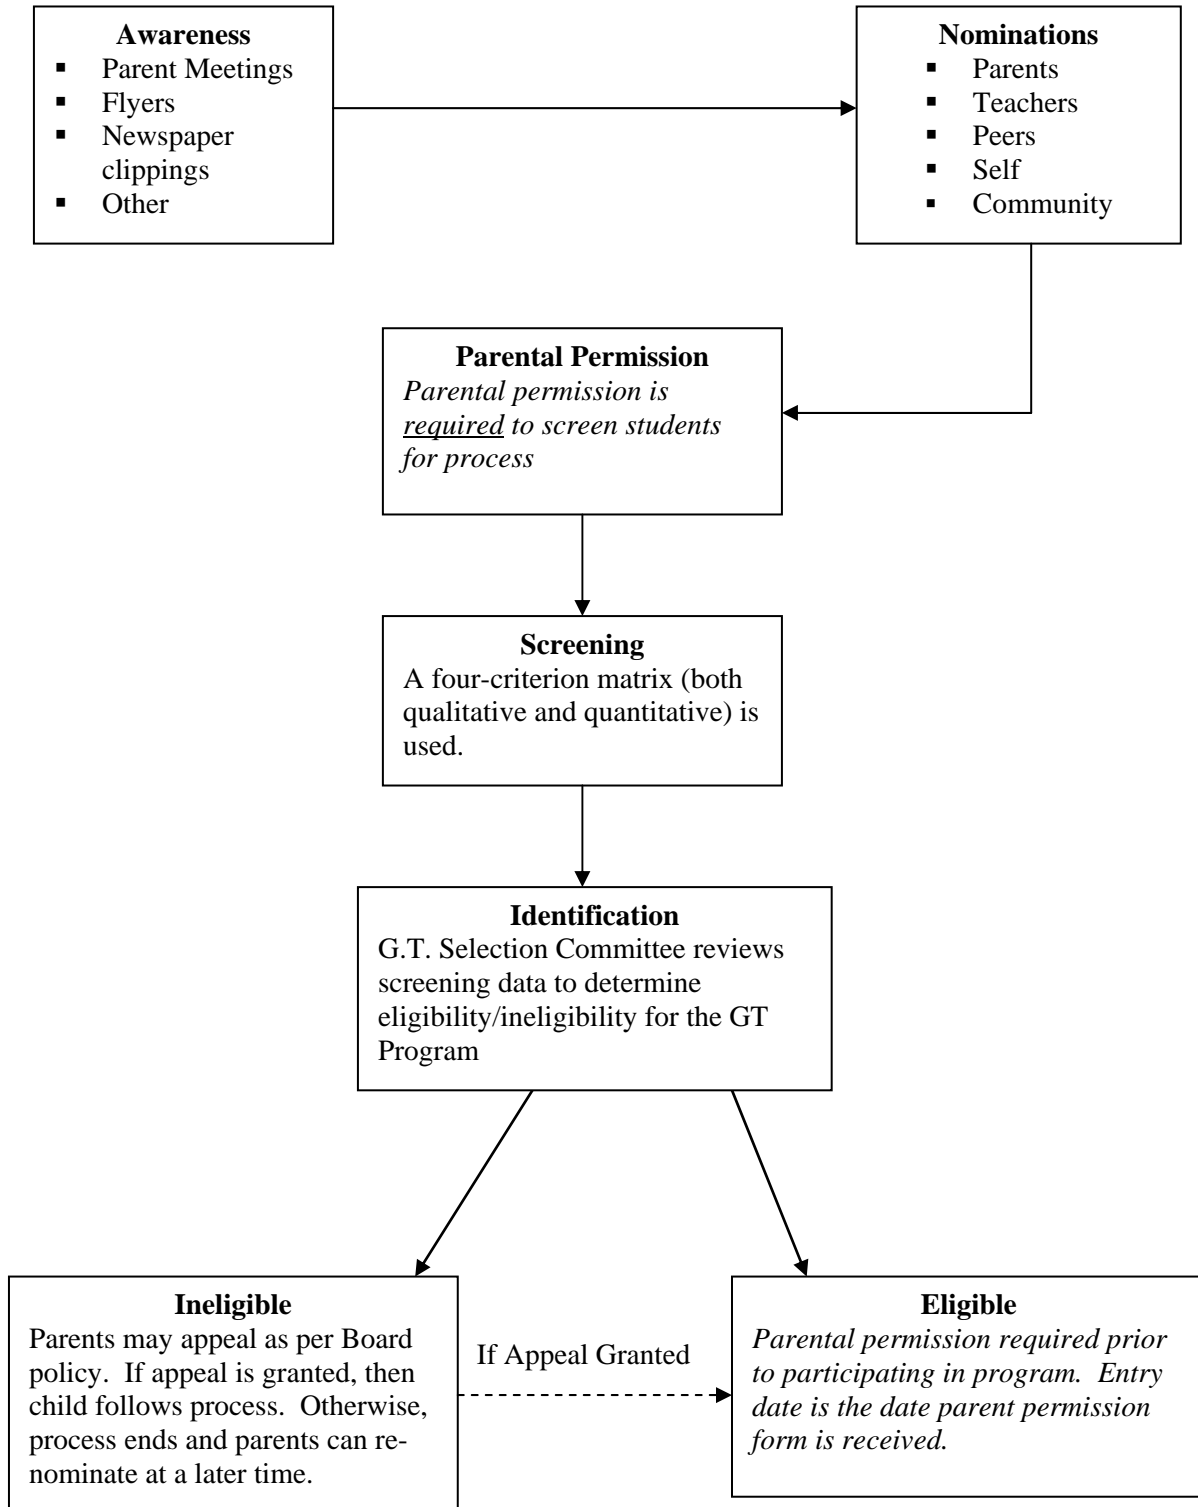 Awareness
▪ Parent Meetings
▪ Flyers
▪ Newspaper
clippings
▪ Other
Nominations
▪ Parents
▪ Teachers
▪ Peers
▪ Self
▪ Community
Parental Permission
Parental permission is
required to screen students
for process
Screening
A four-criterion matrix (both
qualitative and quantitative) is
used.
Identification
G.T. Selection Committee reviews
screening data to determine
eligibility/ineligibility for the GT
Program
Ineligible
Parents may appeal as per Board
policy.  If appeal is granted, then
child follows process.  Otherwise,
process ends and parents can re-
nominate at a later time.
If Appeal Granted
Eligible
Parental permission required prior
to participating in program.  Entry
date is the date parent permission
form is received.